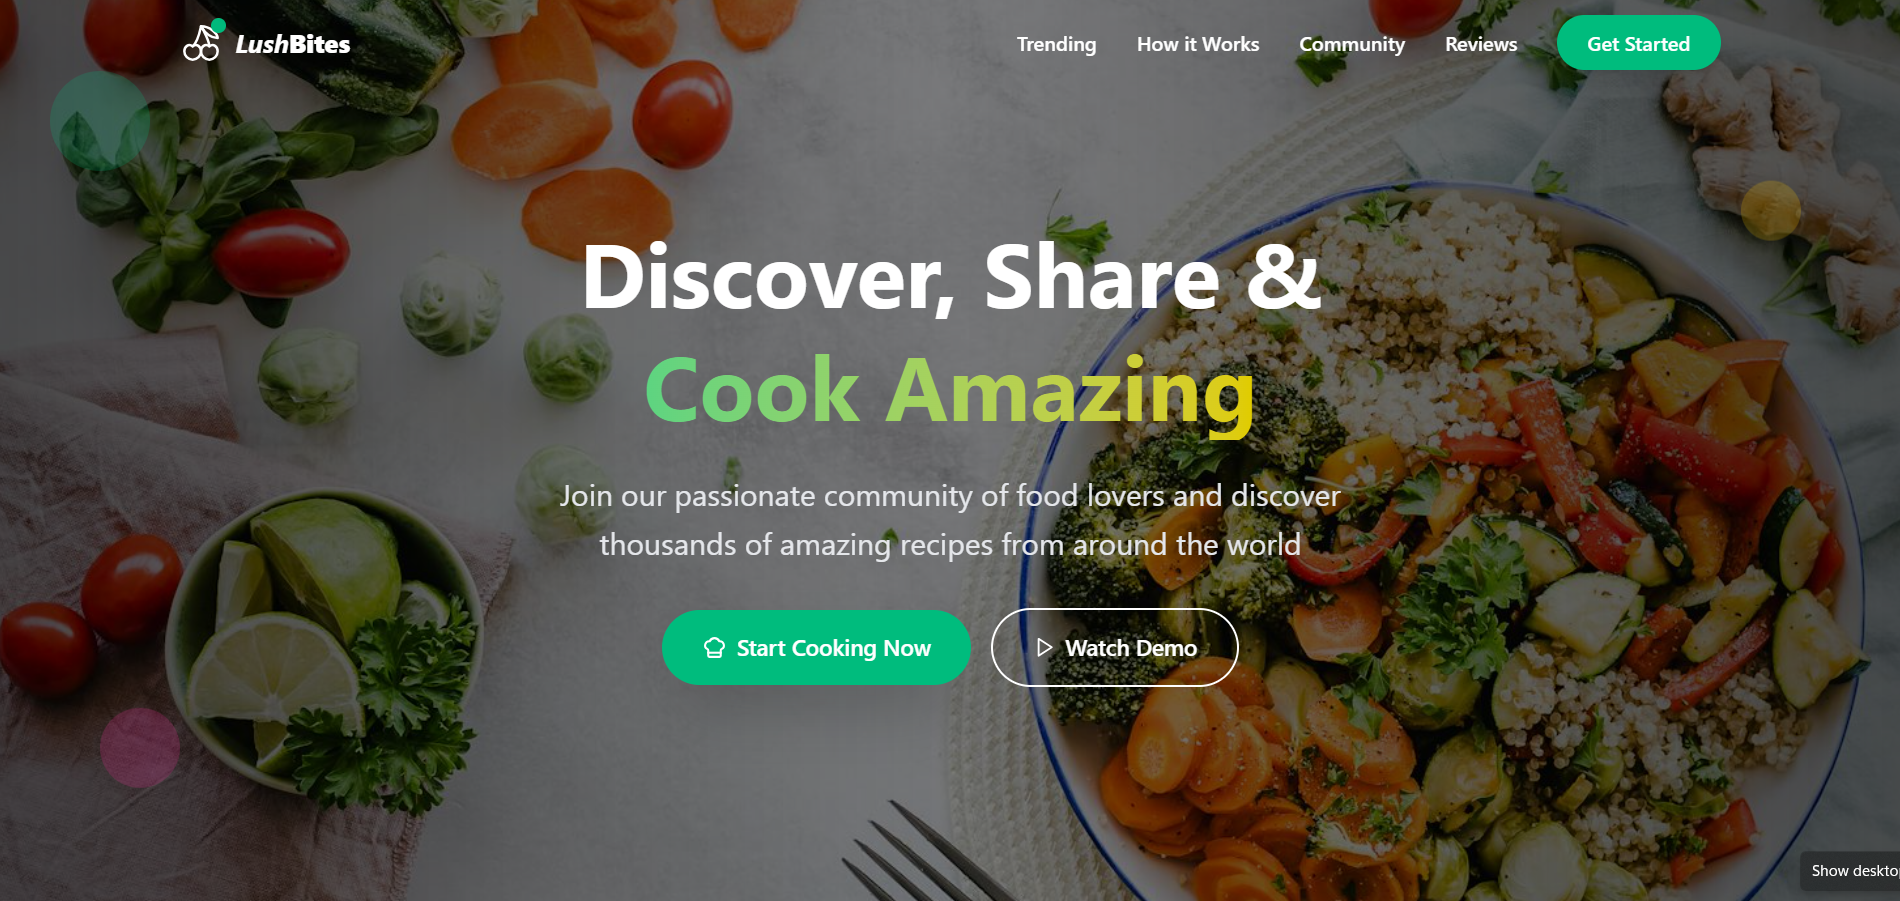 LushBites
Trending
How it Works
Community
Reviews
Get Started
Discover, Share &
Cook Amazing
Join our passionate community of food lovers and discover
thousands of amazing recipes from around the world
Start Cooking Now
Watch Demo
Show